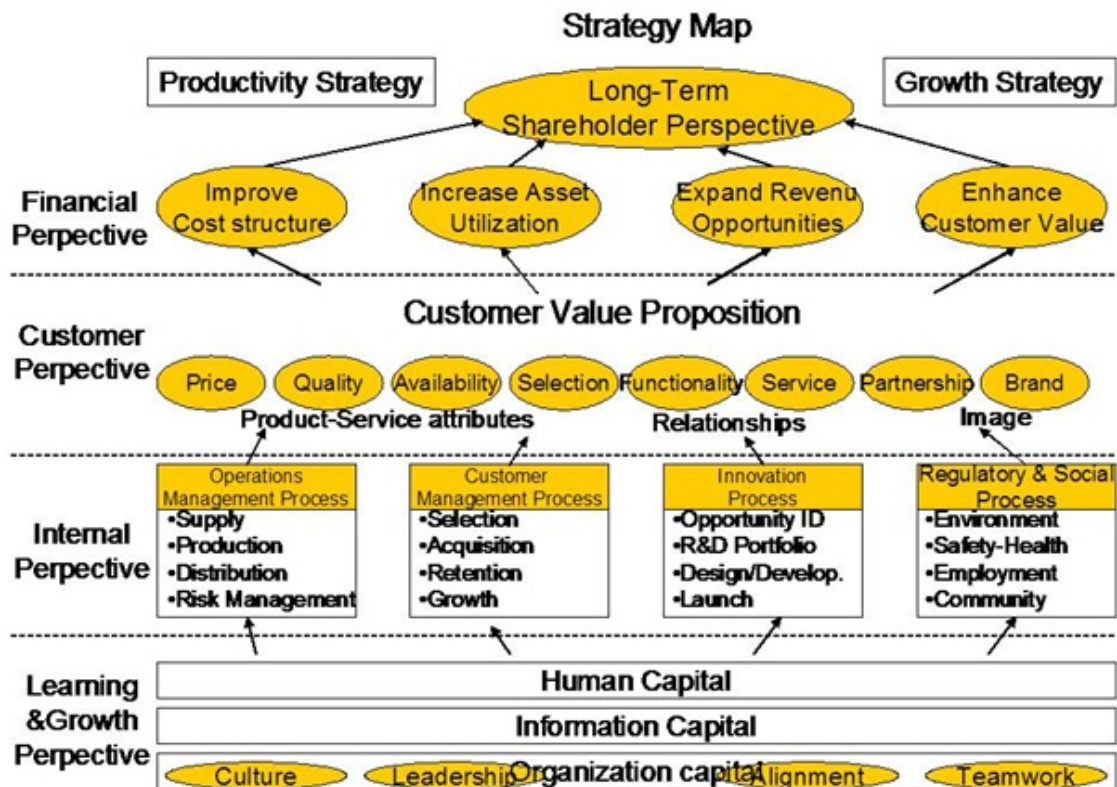 Strategy Map
Productivity Strategy
Growth Strategy
Long-Term
Shareholder Perspective
Financial
Perpective
Improve
Cost structure
Increase Asset
Utilization
Expand Revenu
Opportunities
Enhance
Customer Value
Customer Value Proposition
Customer
Perpective
Price
Quality
Availability
Selection
Functionality
Service
Partnership
Brand
Product-Service attributes
Relationships
Image
Internal
Perpective
Operations
Management Process
•Supply
•Production
•Distribution
•Risk Management
Customer
Management Process
•Selection
•Acquisition
•Retention
•Growth
Innovation
Process
•Opportunity ID
•R&D Portfolio
•Design/Develop.
•Launch
Regulatory & Social
Process
•Environment
•Safety-Health
•Employment
•Community
Learning
&Growth
Perpective
Human Capital
Information Capital
Organization capital
Culture
Leadership
Alignment
Teamwork